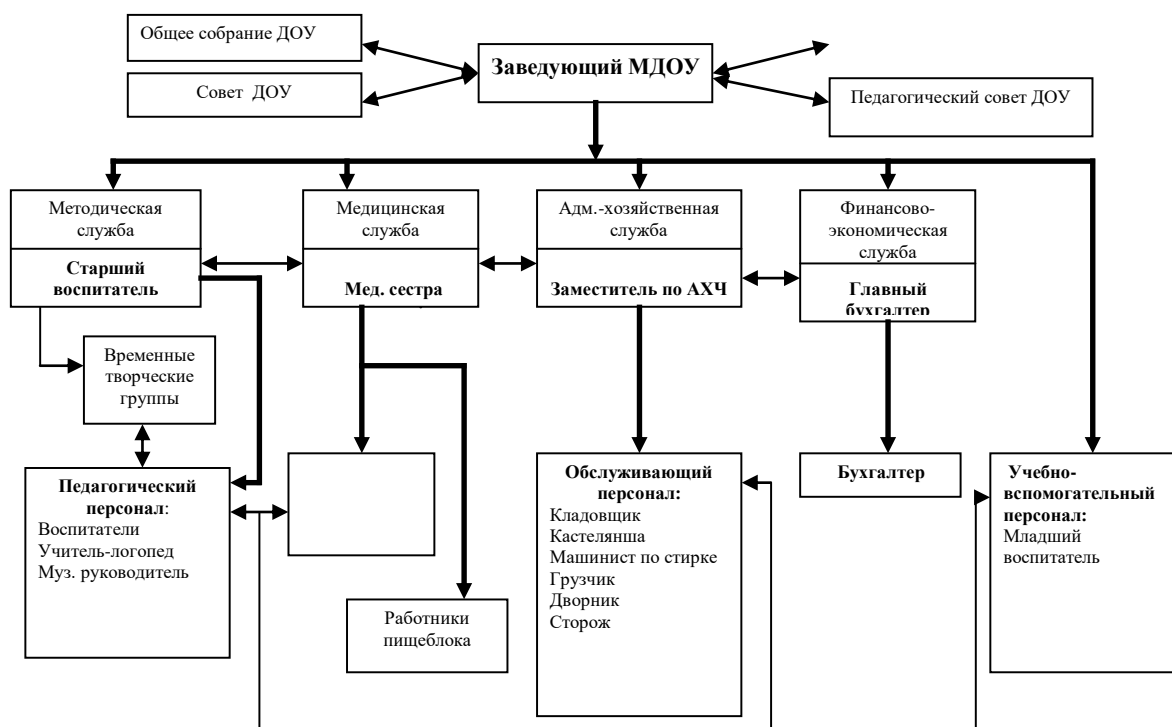 Общее собрание ДОУ
Заведующий МДОУ
Совет ДОУ
Педагогический совет ДОУ
Методическая
служба
Старший
воспитатель
Медицинская
служба
Мед. сестра
Адм.-хозяйственная
служба
Заместитель по АХЧ
Финансово-
экономическая
служба
Главный
бухгалтер
Временные
творческие
группы
Педагогический
персонал:
Воспитатели
Учитель-логопед
Муз. руководитель
Работники
пищеблока
Обслуживающий
персонал:
Кладовщик
Кастелянша
Машинист по стирке
Грузчик
Дворник
Сторож
Бухгалтер
Учебно-
вспомогательный
персонал:
Младший
воспитатель